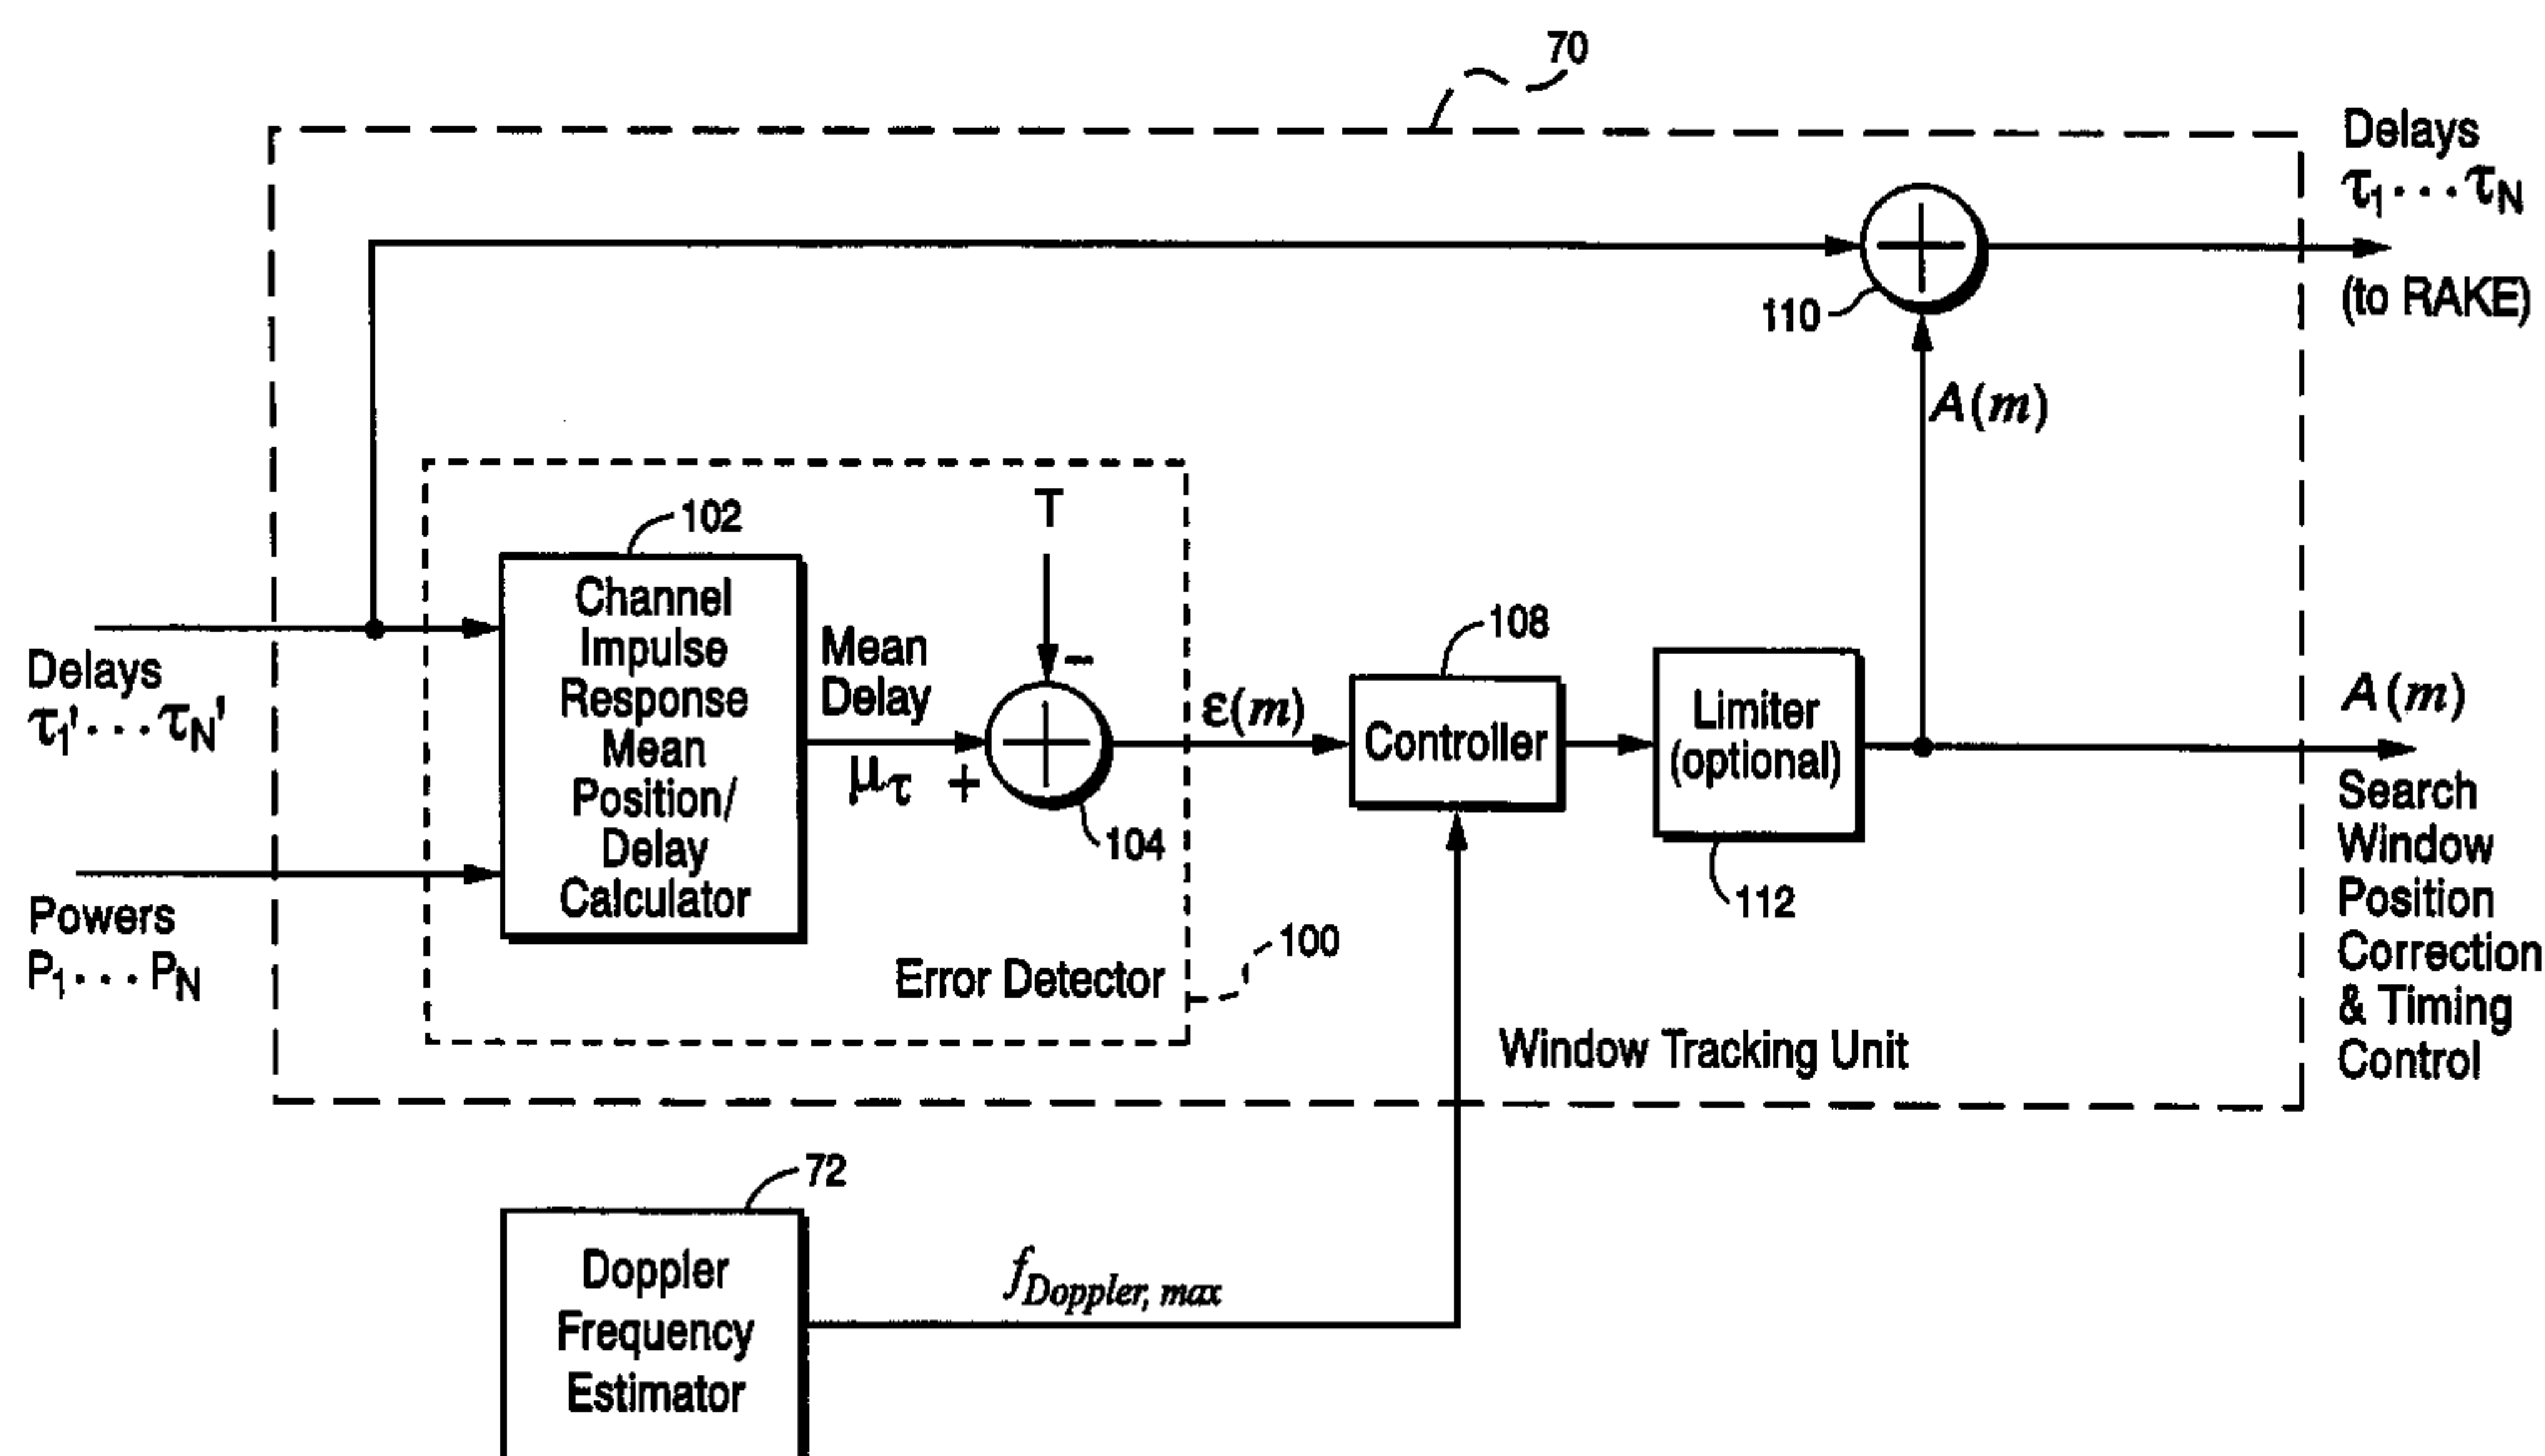 70
Delays
τ1 . . . τN
(to RAKE)
110
A(m)
T
102
Channel
Impulse
Response
Mean
Position/
Delay
Calculator
Mean
Delay
μτ
+
-
104
ε(m)
108
Controller
Limiter
(optional)
112
Delays
τ1' . . . τN'
Powers
P1 . . . PN
Error Detector
100
A(m)
Search
Window
Position
Correction
& Timing
Control
Window Tracking Unit
72
Doppler
Frequency
Estimator
fDoppler, max